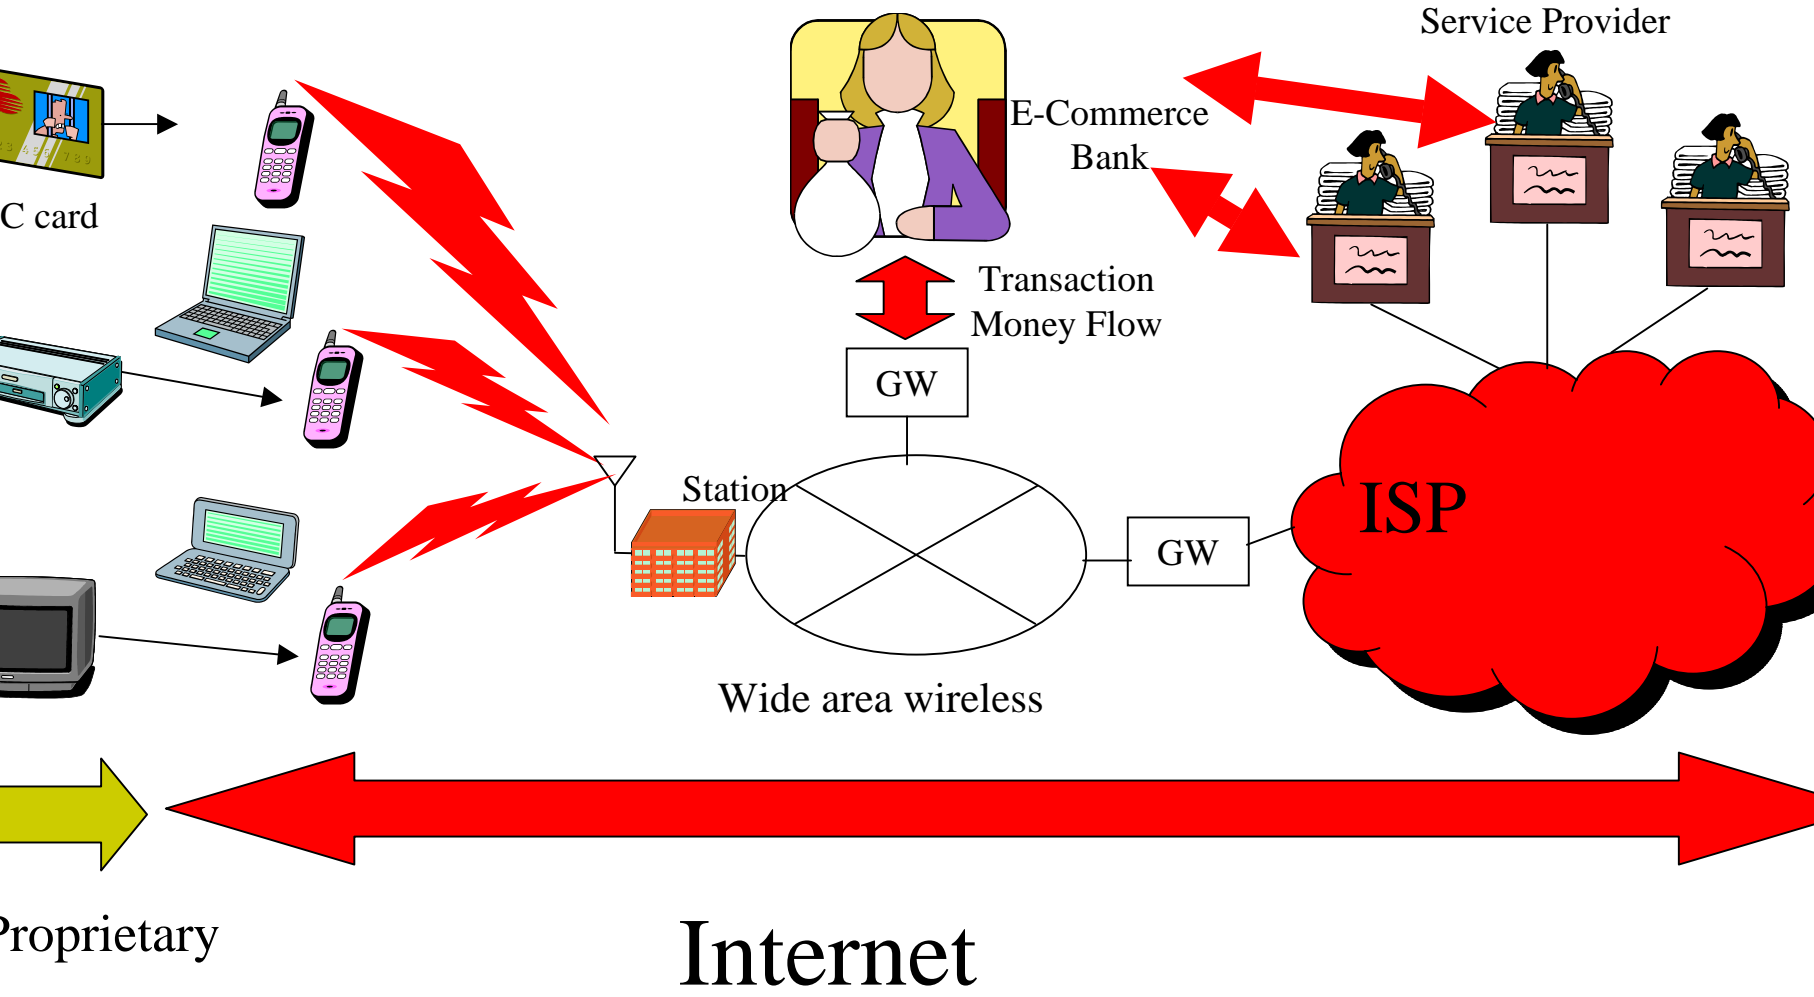 Service Provider
E-Commerce
Bank
C card
Transaction
Money Flow
GW
Station
ISP
GW
Wide area wireless
Proprietary
Internet